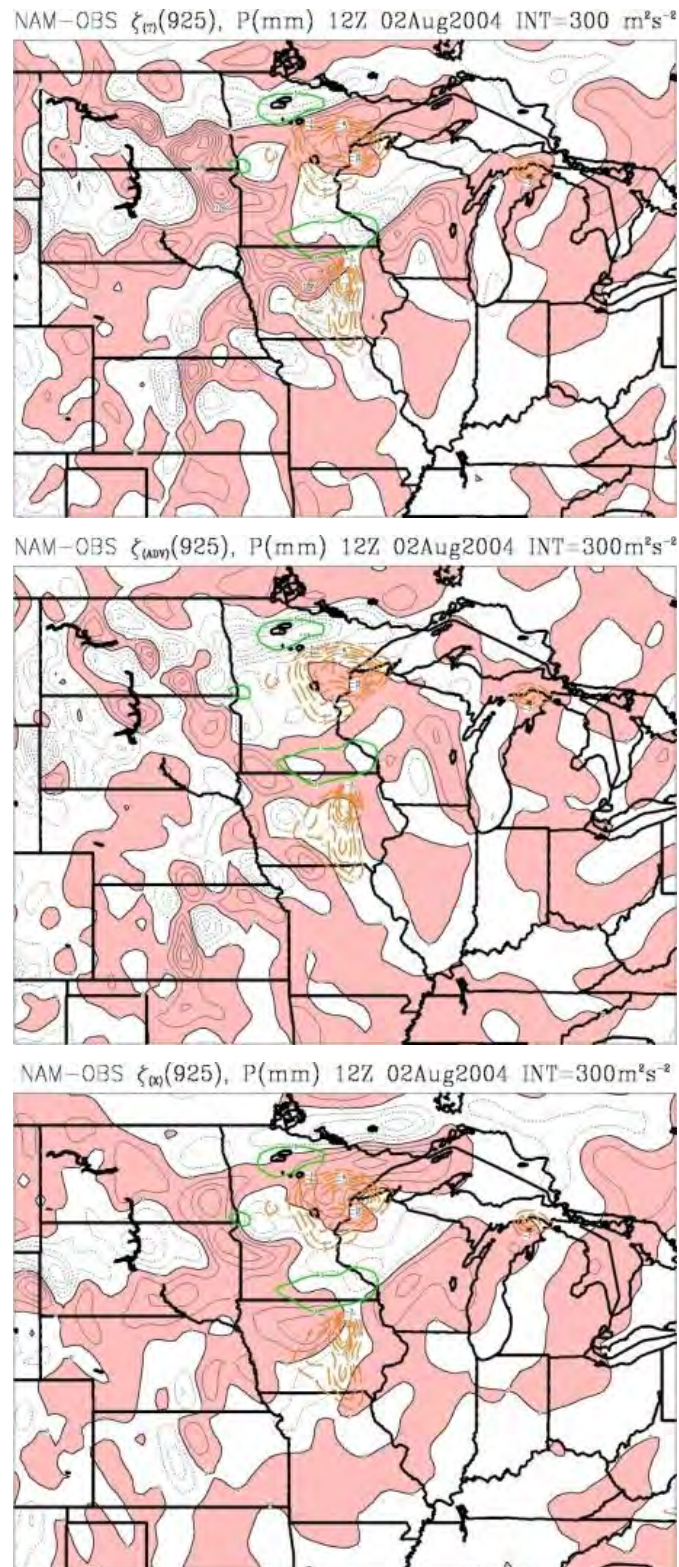 NAM-OBS ζ(T)(925), P(mm) 12Z 02Aug2004 INT=300 m²s⁻²
NAM-OBS ζ(ADV)(925), P(mm) 12Z 02Aug2004 INT=300m²s⁻²
NAM-OBS ζ(X)(925), P(mm) 12Z 02Aug2004 INT=300m²s⁻²